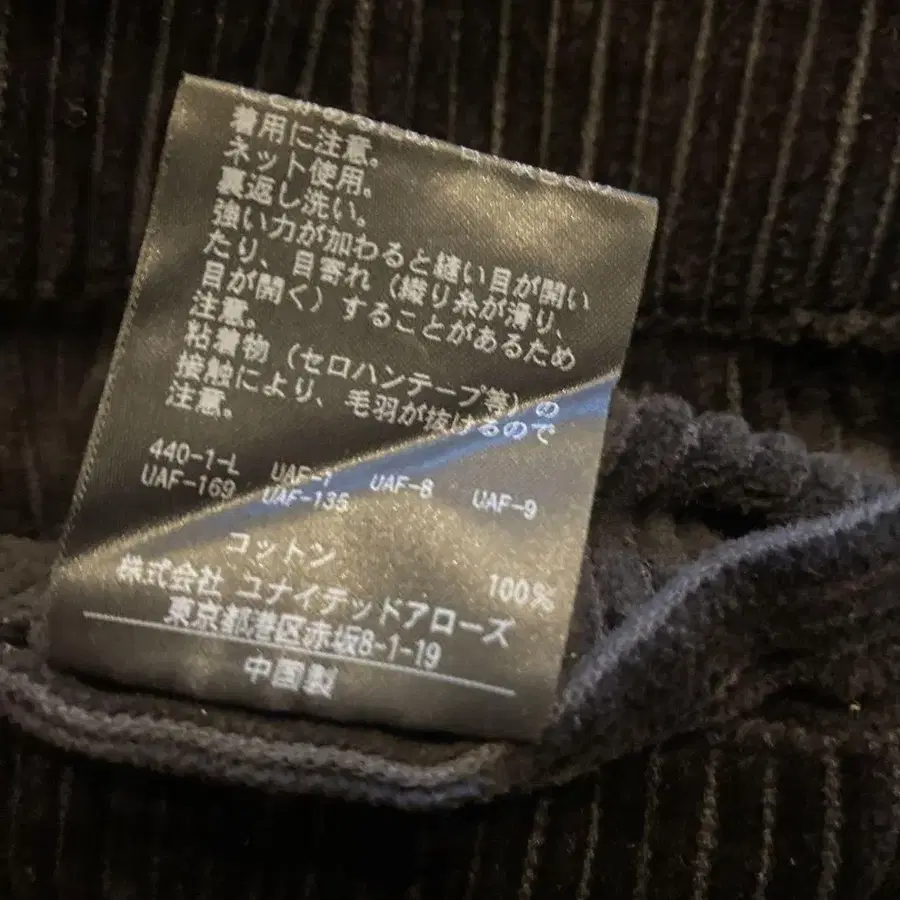 着用に注意。
ネット使用。
裏返し洗い。
強い力が加わると縫い目が開い
たり、目寄れ（織り糸が滑り、
目が開く）することがあるため
注意。
粘着物（セロハンテープ等）の
接触により、毛羽が抜けるので
注意。
440-1-L UAF-7 UAF-8 UAF-9
UAF-169 UAF-135
コットン 100%
株式会社 ユナイテッドアローズ
東京都港区赤坂8-1-19
中国製